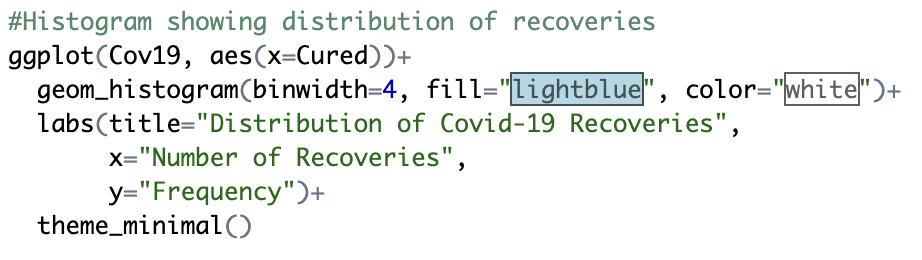 #Histogram showing distribution of recoveries
ggplot(Cov19, aes(x=Cured))+
  geom_histogram(binwidth=4, fill="lightblue", color="white")+
  labs(title="Distribution of Covid-19 Recoveries",
       x="Number of Recoveries",
       y="Frequency")+
  theme_minimal()